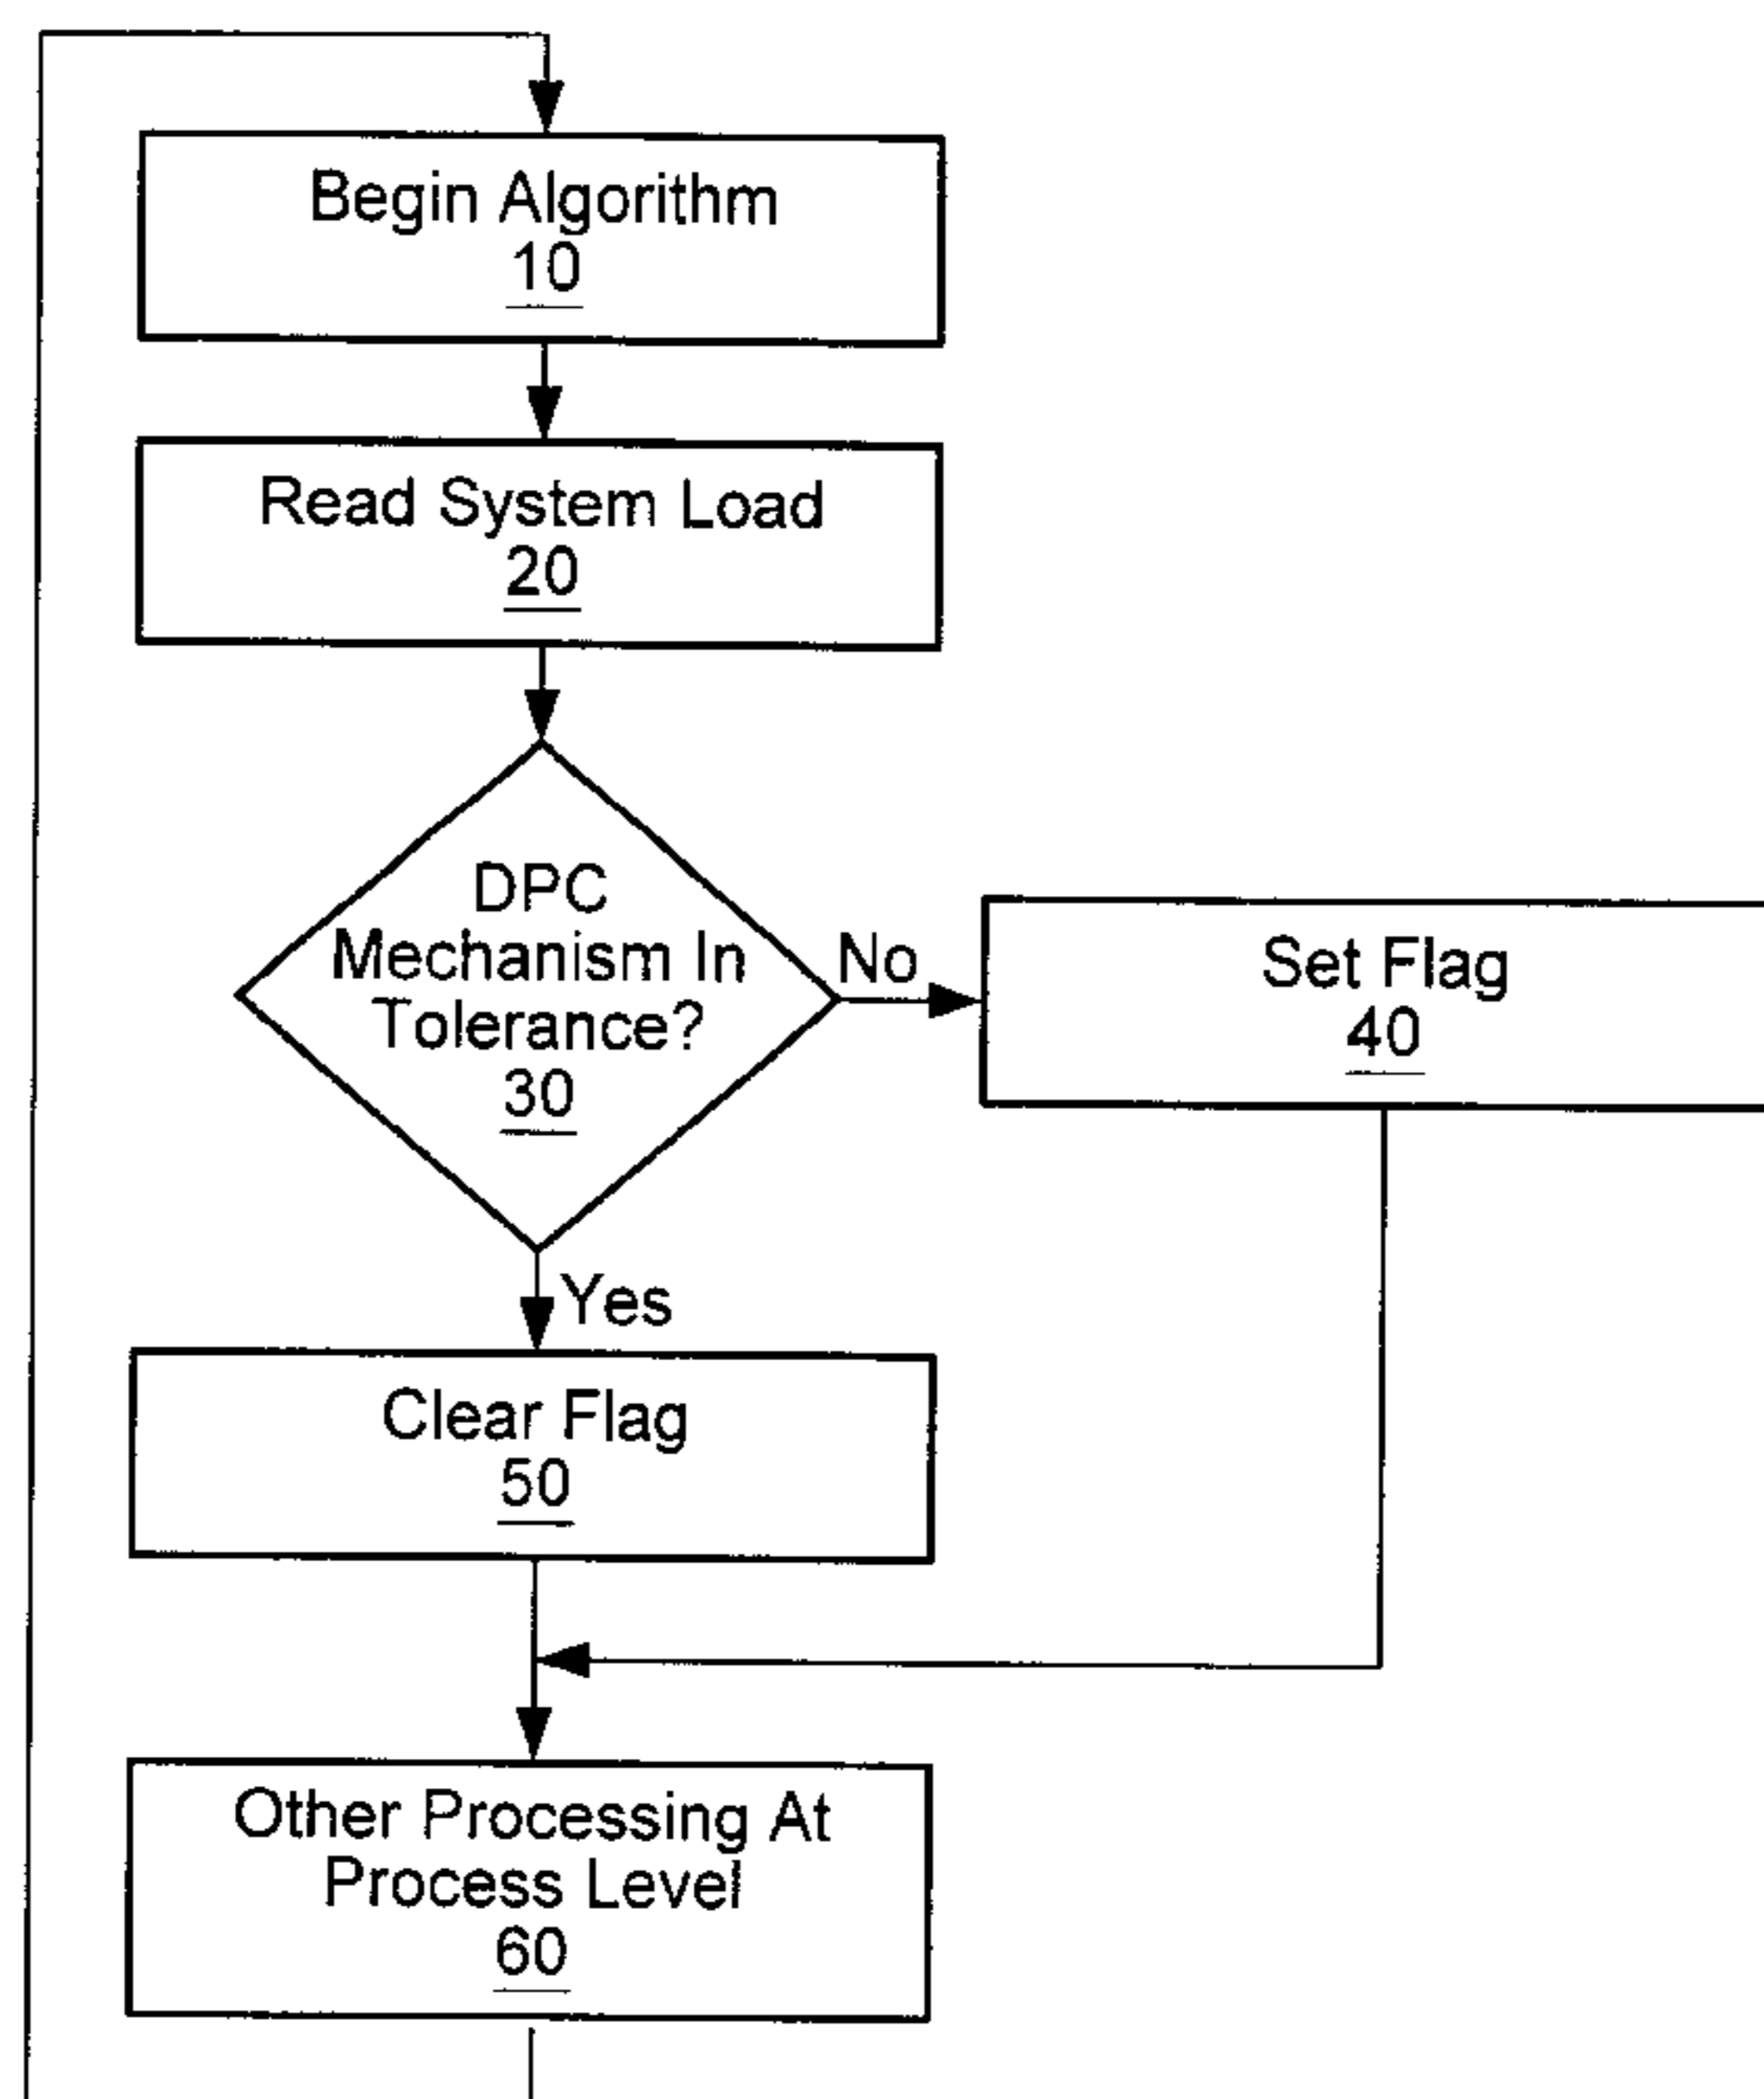 Begin Algorithm
10
Read System Load
20
DPC
Mechanism In
Tolerance?
30
No
Set Flag
40
Yes
Clear Flag
50
Other Processing At
Process Level
60